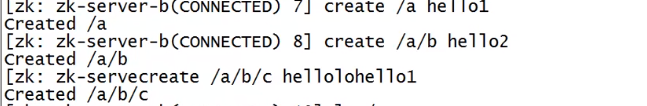 [zk: zk-server-b(CONNECTED) 7] create /a hello1
Created /a
[zk: zk-server-b(CONNECTED) 8] create /a/b hello2
Created /a/b
[zk: zk-servecreate /a/b/c hellolohello1
Created /a/b/c